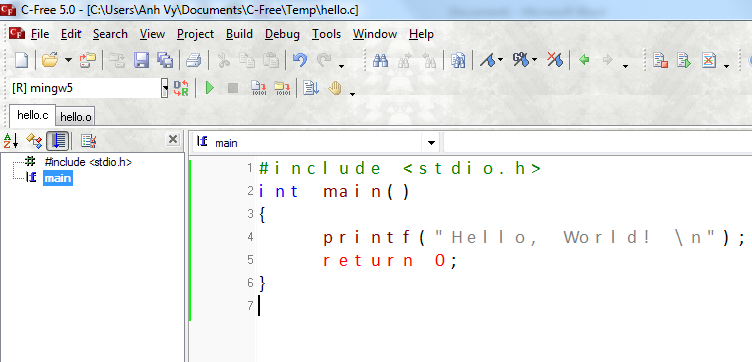 C-Free 5.0 - [C:\Users\Anh Vy\Documents\C-Free\Temp\hello.c]
File Edit Search View Project Build Debug Tools Window Help
[R] mingw5
hello.c hello.o
main
#include <stdio.h>
main
1 #include <stdio.h>
2 int main()
3 {
4 printf("Hello, World! \n");
5 return 0;
6 }
7